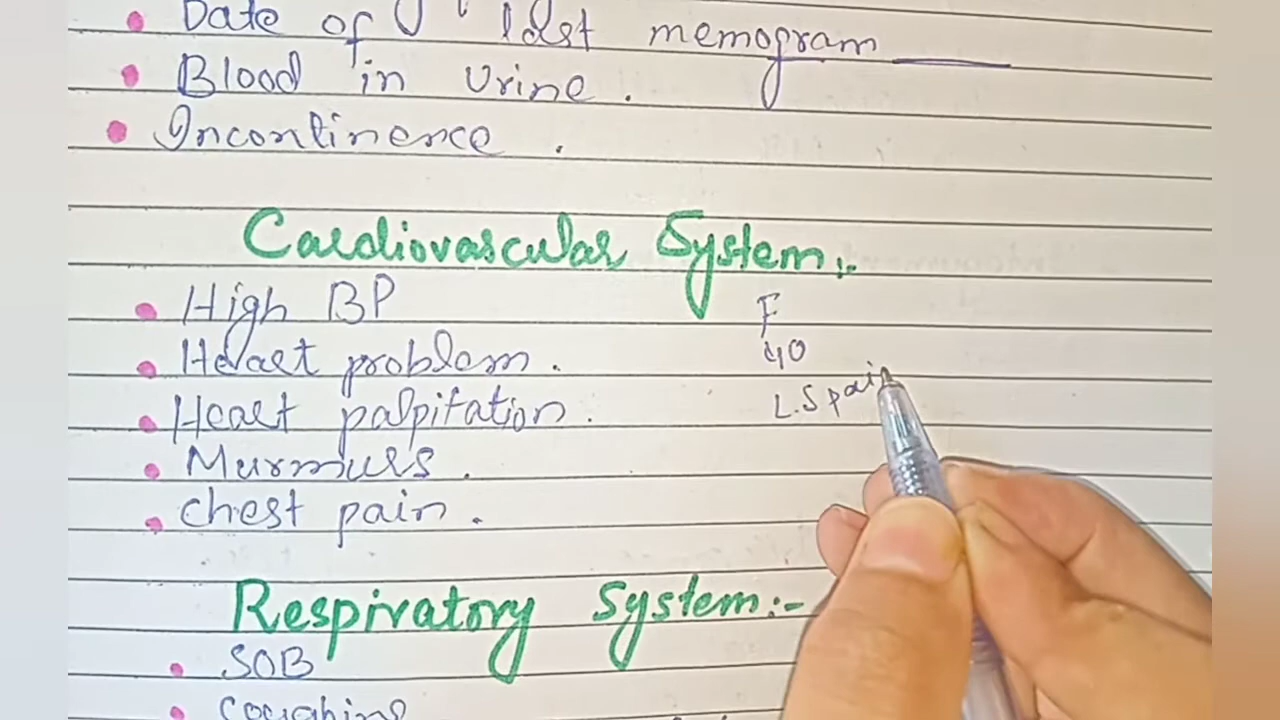 Date of last memogram
Blood in Urine.
Incontinence.
Cardiovascular System:-
High BP
F
Heart problem.
40
Heart palpitation.
L.S pain
Murmurs.
chest pain.
Respiratory System:-
SOB
coughing